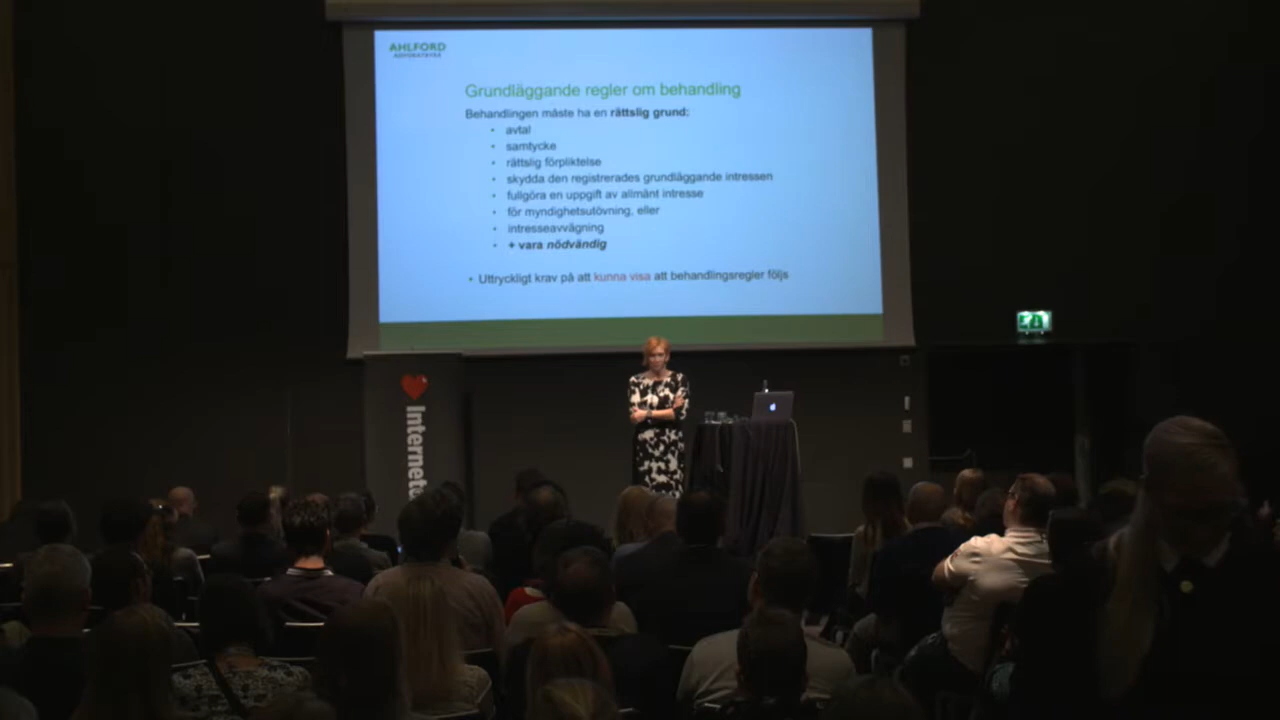 AHLFORD
ADVOKATBYRÅ
Grundläggande regler om behandling
Behandlingen måste ha en rättslig grund:
• avtal
• samtycke
• rättslig förpliktelse
• skydda den registrerades grundläggande intressen
• fullgöra en uppgift av allmänt intresse
• för myndighetsutövning, eller
• intresseavvägning
• + vara nödvändig
• Uttryckligt krav på att kunna visa att behandlingsregler följs
Internet